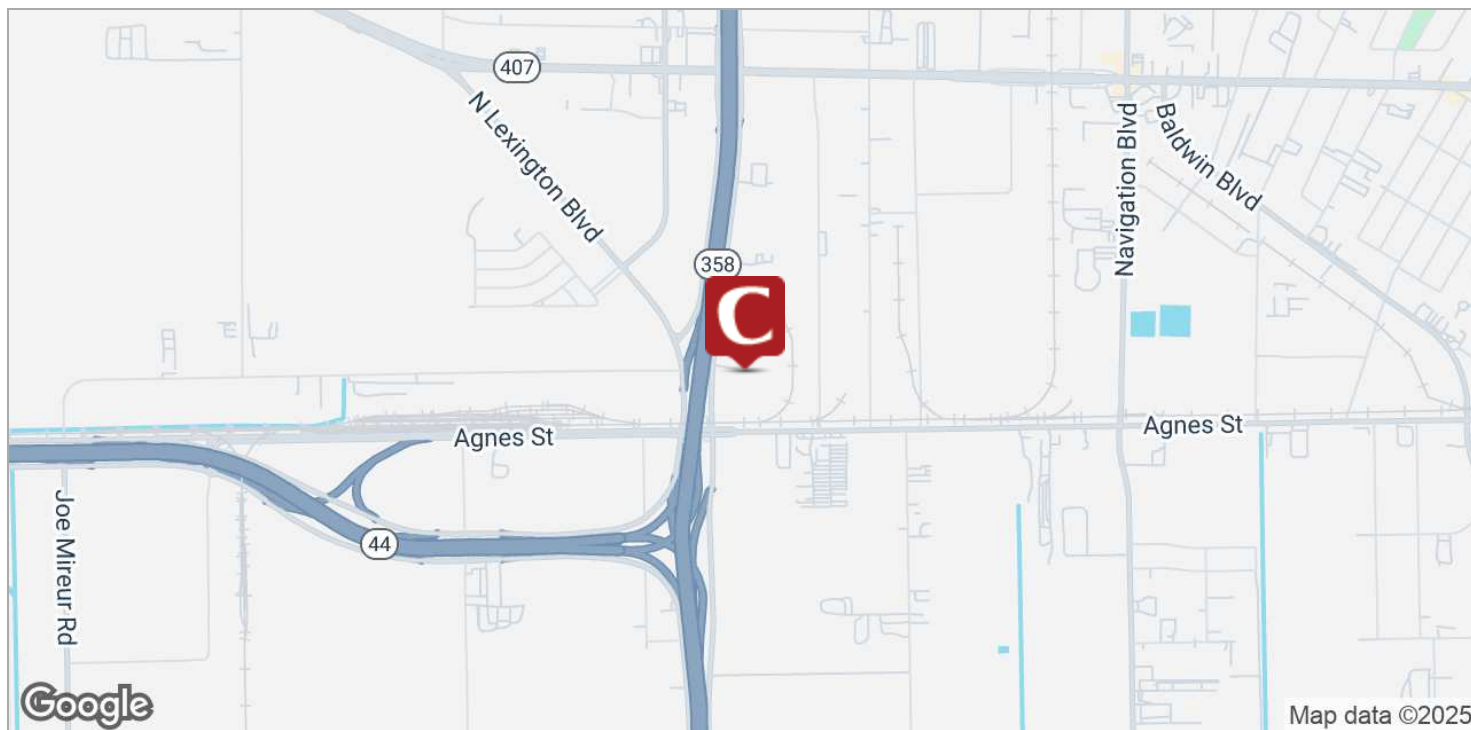 407
N Lexington Blvd
Navigation Blvd
Baldwin Blvd
358
C
Agnes St
Agnes St
Joe Mireur Rd
44
Google
Map data ©2025